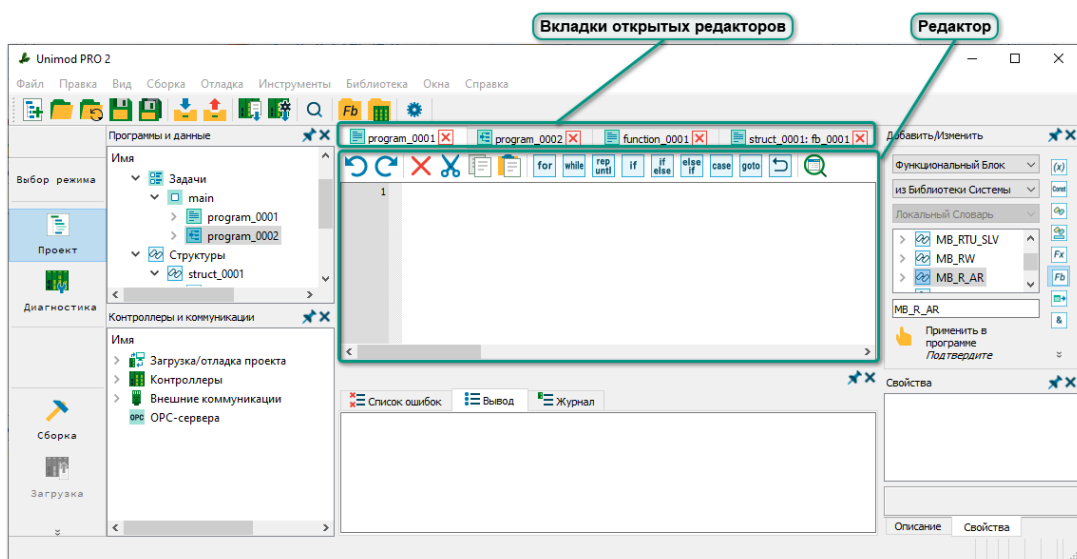 Вкладки открытых редакторов
Редактор
Unimod PRO 2
Файл Правка Вид Сборка Отладка Инструменты Библиотека Окна Справка
Fb
Программы и данные
program_0001 program_0002 function_0001 struct_0001: fb_0001
Добавить/Изменить
Выбор режима
Проект
Диагностика
Сборка
Загрузка
Имя
Задачи
main
program_0001
program_0002
Структуры
struct_0001
Контроллеры и коммуникации
Имя
Загрузка/отладка проекта
Контроллеры
Внешние коммуникации
OPC OPC-сервера
for while rep untl if if else else if case goto
1
Список ошибок Вывод Журнал
Функциональный Блок
из Библиотеки Системы
Локальный Словарь
MB_RTU_SLV
MB_RW
MB_R_AR
MB_R_AR
Применить в
программе
Подтвердите
(x)
Const
Fx
Fb
&
Свойства
Описание Свойства